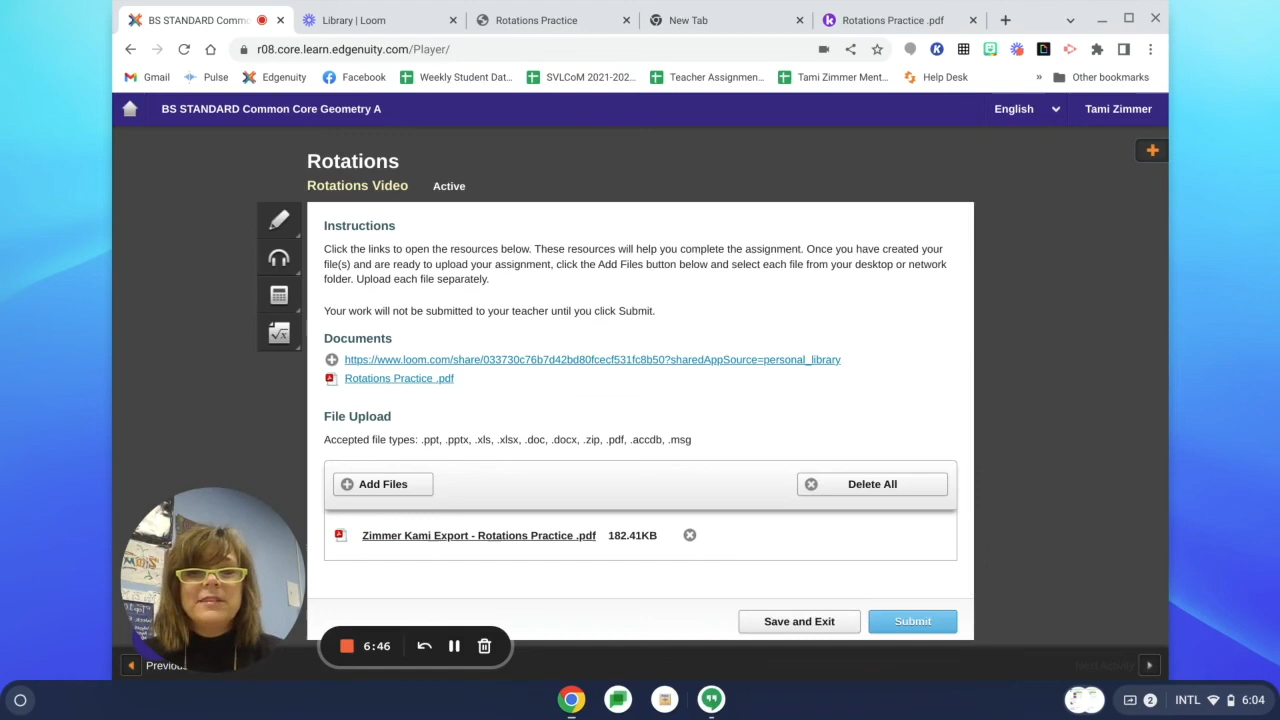 BS STANDARD Commo
Library | Loom
Rotations Practice
New Tab
Rotations Practice .pdf
r08.core.learn.edgenuity.com/Player/
Gmail
Pulse
Edgenuity
Facebook
Weekly Student Dat...
SVLCoM 2021-202...
Teacher Assignmen...
Tami Zimmer Ment...
Help Desk
»
Other bookmarks
BS STANDARD Common Core Geometry A
English
Tami Zimmer
Rotations
Rotations Video Active
Instructions
Click the links to open the resources below. These resources will help you complete the assignment. Once you have created your
file(s) and are ready to upload your assignment, click the Add Files button below and select each file from your desktop or network
folder. Upload each file separately.
Your work will not be submitted to your teacher until you click Submit.
Documents
https://www.loom.com/share/033730c76b7d42bd80fcecf531fc8b50?sharedAppSource=personal_library
Rotations Practice .pdf
File Upload
Accepted file types: .ppt, .pptx, .xls, .xlsx, .doc, .docx, .zip, .pdf, .accdb, .msg
Add Files
Delete All
Zimmer Kami Export - Rotations Practice .pdf 182.41KB
Save and Exit
Submit
6:46
Previou
Next Activity
2
INTL
6:04